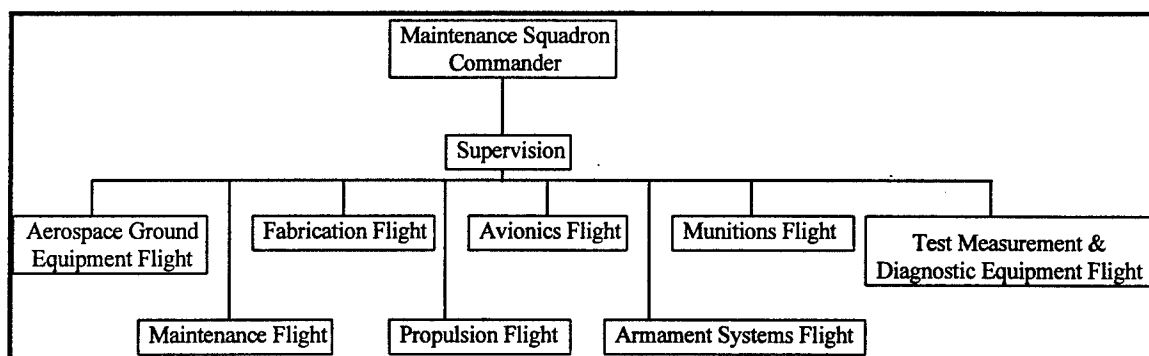 Maintenance Squadron
Commander
Supervision
Aerospace Ground
Equipment Flight
Fabrication Flight
Avionics Flight
Munitions Flight
Test Measurement &
Diagnostic Equipment Flight
Maintenance Flight
Propulsion Flight
Armament Systems Flight